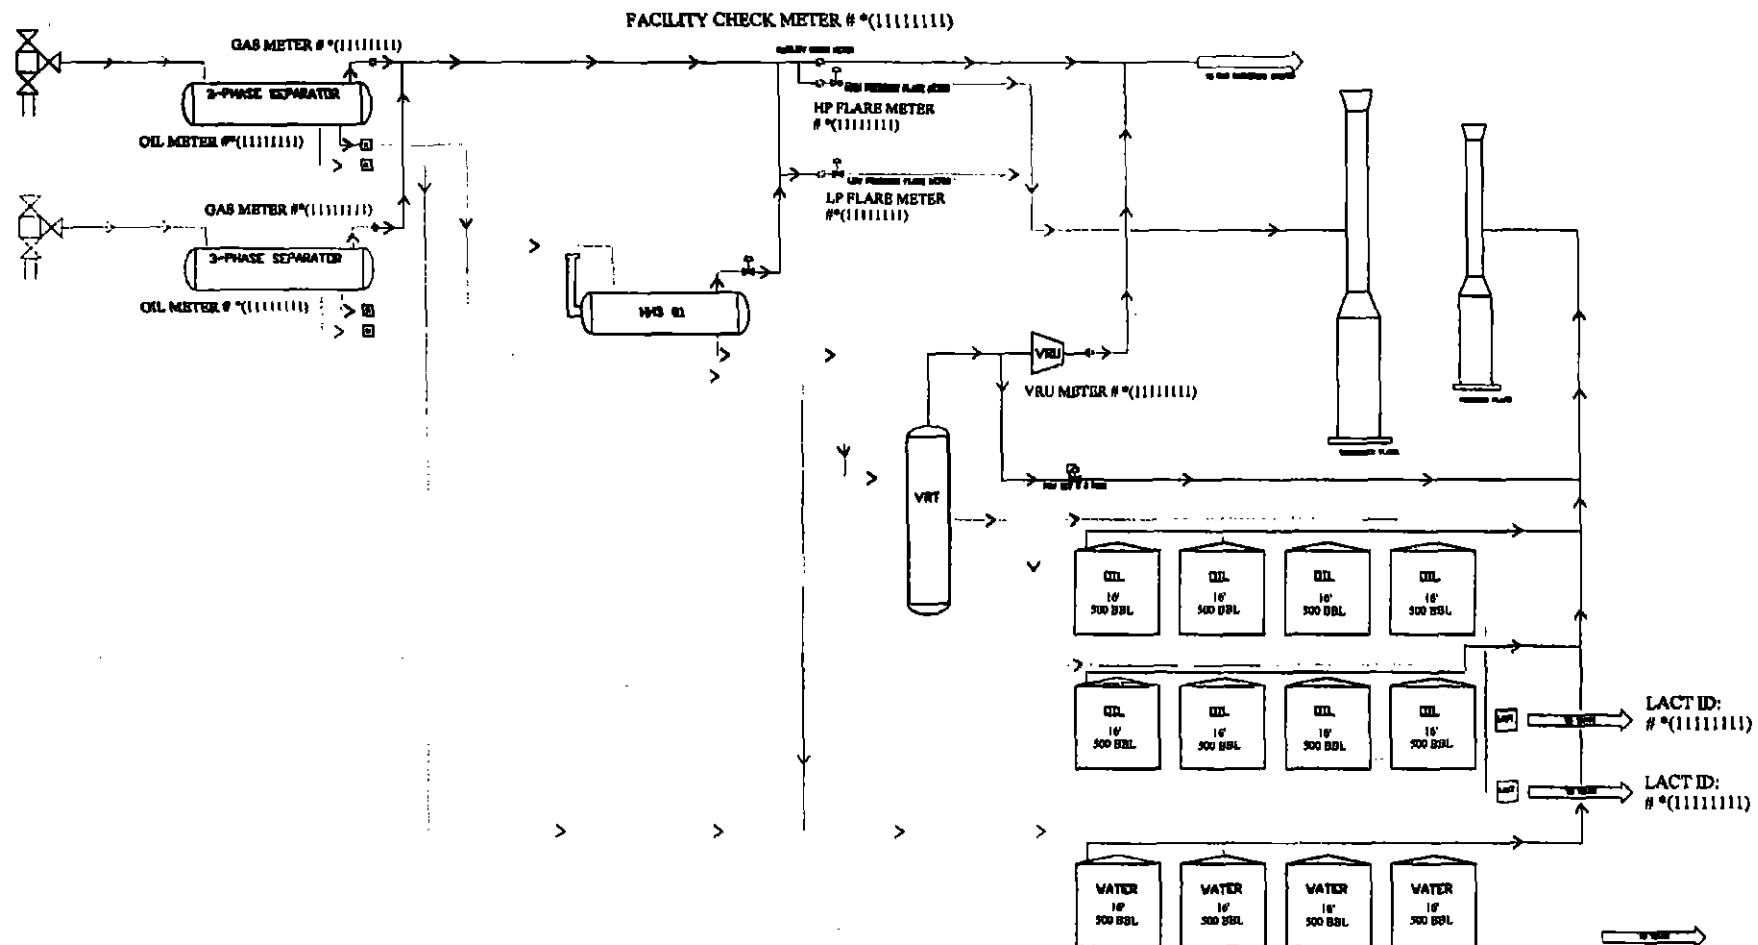 FACILITY CHECK METER # *(11111111)
GAS METER # *(11111111)
3-PHASE SEPARATOR
OIL METER #*(11111111)
HP FLARE METER
# *(11111111)
LP FLARE METER
#*(11111111)
GAS METER #*(11111111)
3-PHASE SEPARATOR
OIL METER # *(11111111)
VRU
VRU METER # *(11111111)
VRT
OIL
16'
500 BBL
OIL
16'
500 BBL
OIL
16'
500 BBL
OIL
16'
500 BBL
OIL
16'
500 BBL
OIL
16'
500 BBL
OIL
16'
500 BBL
OIL
16'
500 BBL
LACT ID:
# *(11111111)
LACT ID:
# *(11111111)
WATER
16'
500 BBL
WATER
16'
500 BBL
WATER
16'
500 BBL
WATER
16'
500 BBL